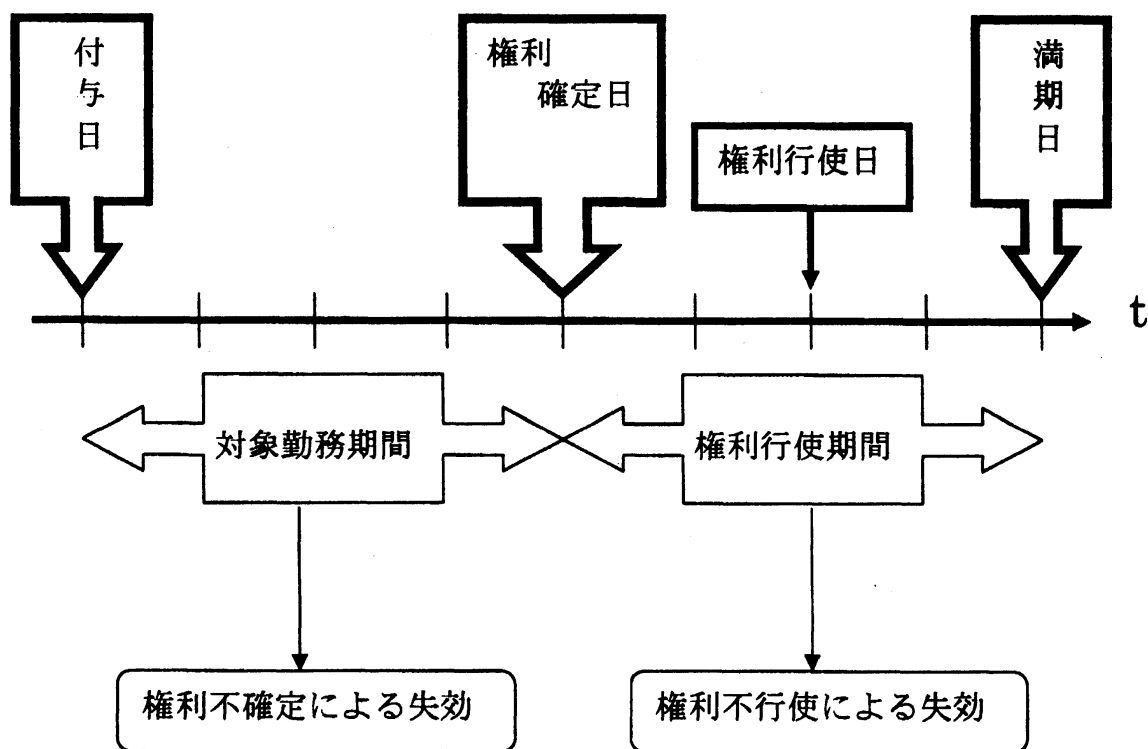 付与日
権利
確定日
権利行使日
満期日
t
対象勤務期間
権利行使期間
権利不確定による失効
権利不行使による失効